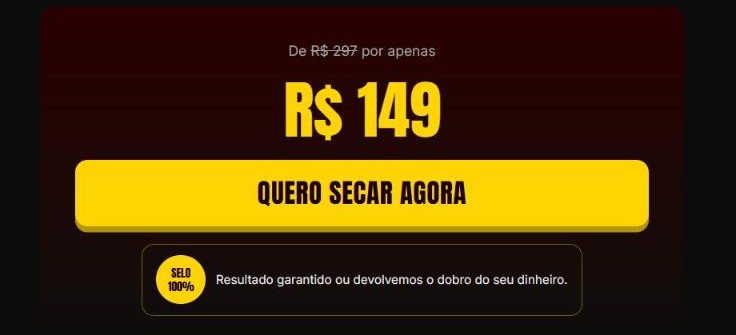 De R$ 297 por apenas
R$ 149
QUERO SECAR AGORA
SELO
100%
Resultado garantido ou devolvemos o dobro do seu dinheiro.